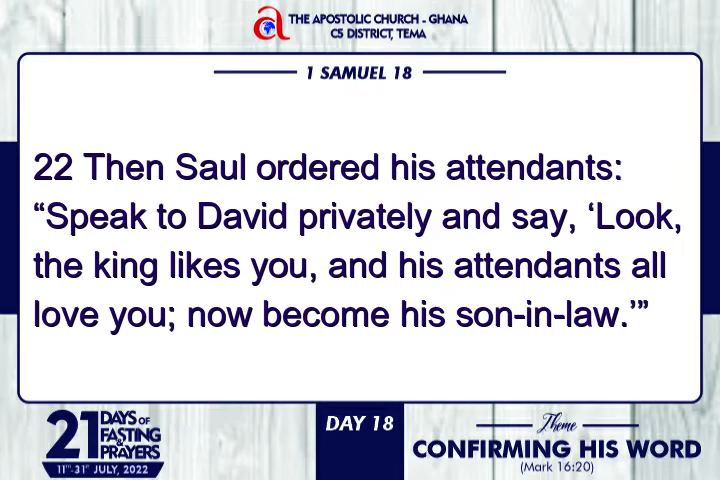 THE APOSTOLIC CHURCH - GHANA
C5 DISTRICT, TEMA
1 SAMUEL 18
22 Then Saul ordered his attendants:
“Speak to David privately and say, ‘Look,
the king likes you, and his attendants all
love you; now become his son-in-law.’”
21 DAYS OF
FASTING
&
PRAYERS
11TH-31ST JULY, 2022
DAY 18
Theme
CONFIRMING HIS WORD
(Mark 16:20)